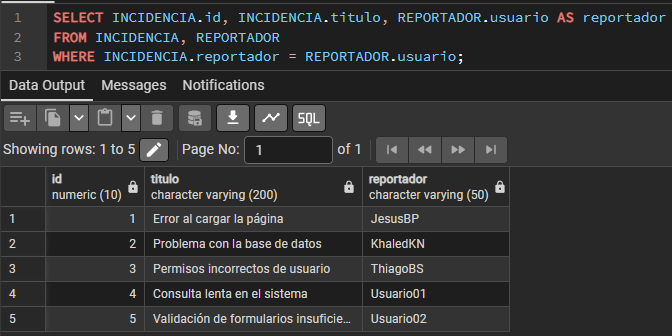 1 SELECT INCIDENCIA.id, INCIDENCIA.titulo, REPORTADOR.usuario AS reportador
2 FROM INCIDENCIA, REPORTADOR
3 WHERE INCIDENCIA.reportador = REPORTADOR.usuario;
Data Output Messages Notifications
SQL
Showing rows: 1 to 5 Page No: 1 of 1
id titulo reportador
numeric (10) character varying (200) character varying (50)
1 1 Error al cargar la página JesusBP
2 2 Problema con la base de datos KhaledKN
3 3 Permisos incorrectos de usuario ThiagoBS
4 4 Consulta lenta en el sistema Usuario01
5 5 Validación de formularios insuficie... Usuario02